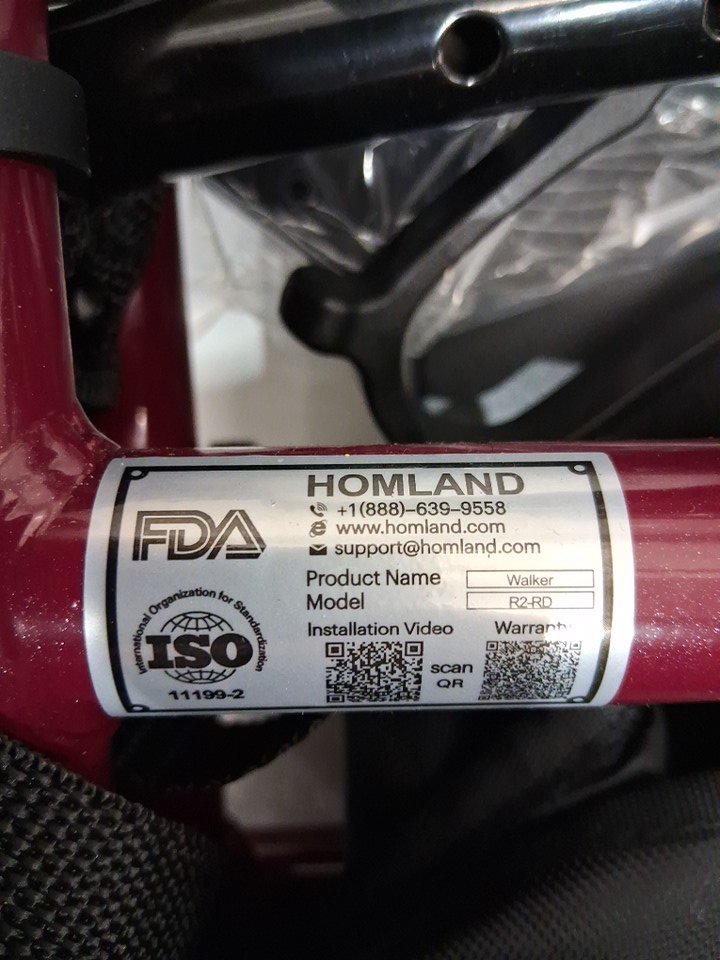 HOMLAND
+1(888)-639-9558
www.homland.com
support@homland.com
FDA
Product Name Walker
Model R2-RD
International Organization for Standardization
ISO
11199-2
Installation Video Warranty
scan
QR